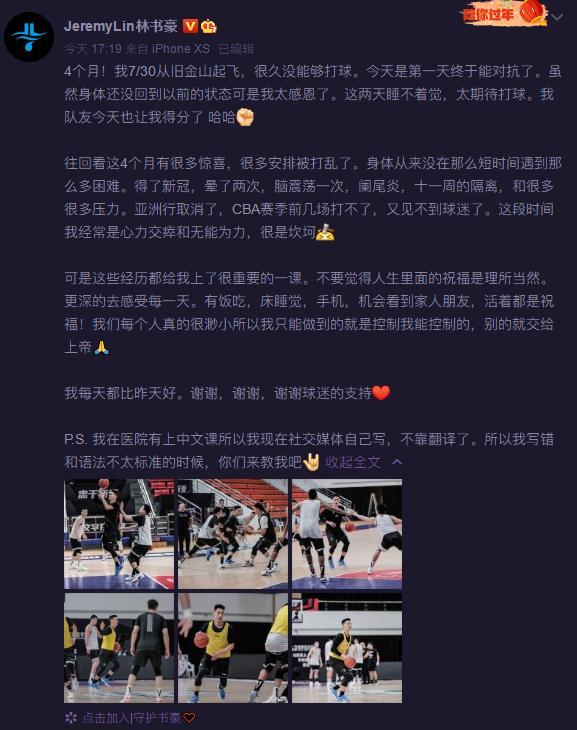 陪你过年
JeremyLin林书豪
今天 17:19 来自 iPhone XS 已编辑
4个月！我7/30从旧金山起飞，很久没能够打球。今天是第一天终于能对抗了。虽
然身体还没回到以前的状态可是我太感恩了。这两天睡不着觉，太期待打球。我
队友今天也让我得分了 哈哈✊
往回看这4个月有很多惊喜，很多安排被打乱了。身体从来没在那么短时间遇到那
么多困难。得了新冠，晕了两次，脑震荡一次，阑尾炎，十一周的隔离，和很多
很多压力。亚洲行取消了，CBA赛季前几场打不了，又见不到球迷了。这段时间
我经常是心力交瘁和无能为力，很是坎坷
可是这些经历都给我上了很重要的一课。不要觉得人生里面的祝福是理所当然。
更深的去感受每一天。有饭吃，床睡觉，手机，机会看到家人朋友，活着都是祝
福！我们每个人真的很渺小所以我只能做到的就是控制我能控制的，别的就交给
上帝🙏
我每天都比昨天好。谢谢，谢谢，谢谢球迷的支持❤️
P.S. 我在医院有上中文课所以我现在社交媒体自己写，不靠翻译了。所以我写错
和语法不太标准的时候，你们来教我吧🤘 收起全文
点击加入|守护书豪